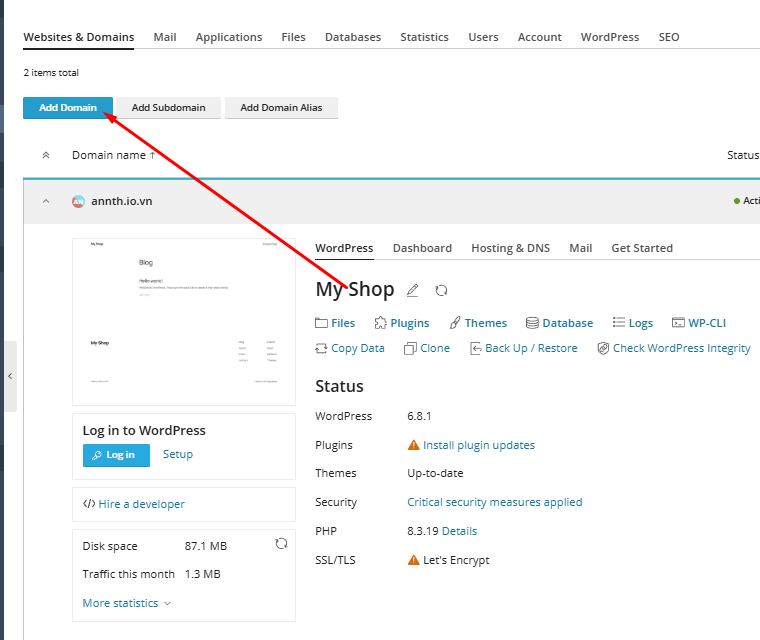 Websites & Domains Mail Applications Files Databases Statistics Users Account WordPress SEO
2 items total
Add Domain Add Subdomain Add Domain Alias
Domain name ↑ Status
AN annth.io.vn Acti
My Shop
Blog
Hello world!
My Shop
WordPress Dashboard Hosting & DNS Mail Get Started
My Shop
Files Plugins Themes Database Logs WP-CLI
Copy Data Clone Back Up / Restore Check WordPress Integrity
Status
WordPress 6.8.1
Plugins Install plugin updates
Themes Up-to-date
Security Critical security measures applied
PHP 8.3.19 Details
SSL/TLS Let's Encrypt
Log in to WordPress
Log in Setup
</> Hire a developer
Disk space 87.1 MB
Traffic this month 1.3 MB
More statistics